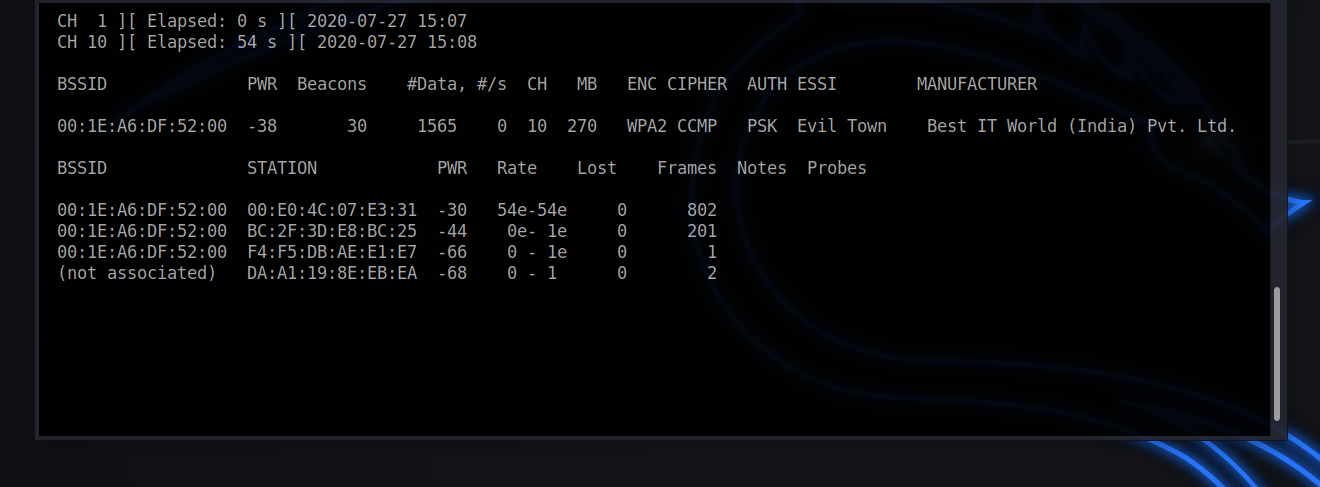 CH  1 ][ Elapsed: 0 s ][ 2020-07-27 15:07
CH 10 ][ Elapsed: 54 s ][ 2020-07-27 15:08
BSSID              PWR  Beacons    #Data, #/s  CH   MB   ENC CIPHER  AUTH ESSI        MANUFACTURER
00:1E:A6:DF:52:00  -38       30     1565    0  10  270   WPA2 CCMP   PSK  Evil Town    Best IT World (India) Pvt. Ltd.
BSSID              STATION            PWR   Rate    Lost    Frames  Notes  Probes
00:1E:A6:DF:52:00  00:E0:4C:07:E3:31  -30   54e-54e     0      802
00:1E:A6:DF:52:00  BC:2F:3D:E8:BC:25  -44    0e- 1e     0      201
00:1E:A6:DF:52:00  F4:F5:DB:AE:E1:E7  -66    0 - 1e     0        1
(not associated)   DA:A1:19:8E:EB:EA  -68    0 - 1      0        2